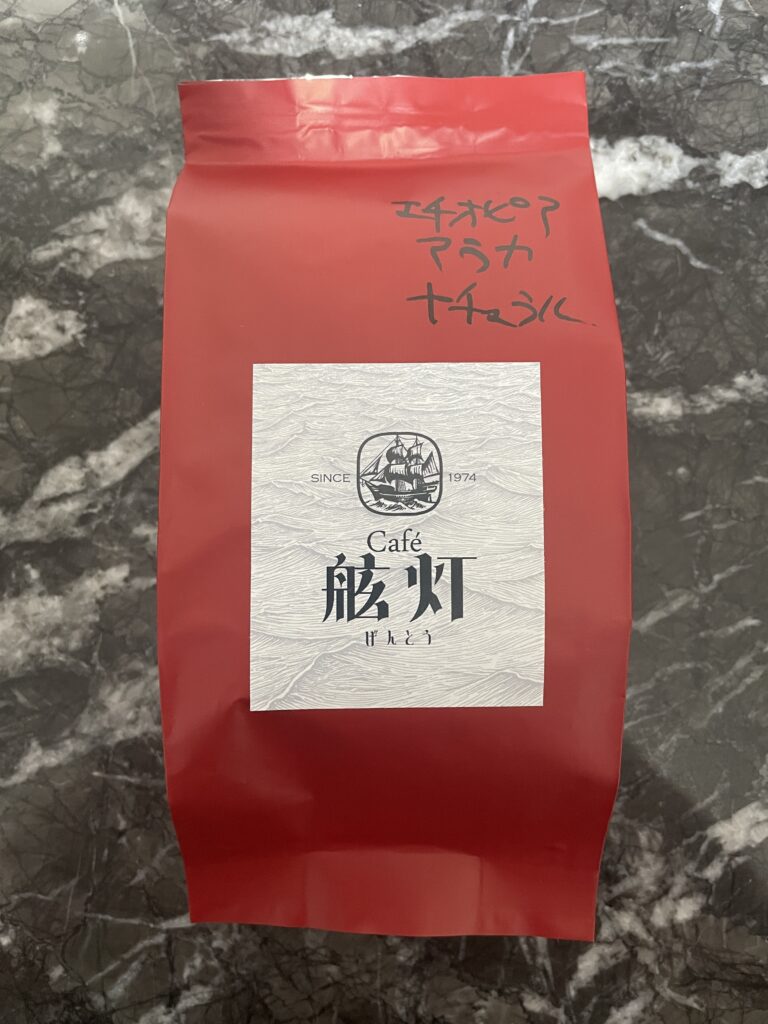 エチオピア
アラカ
ナチュラル
SINCE 1974
Café
舷灯
げんとう